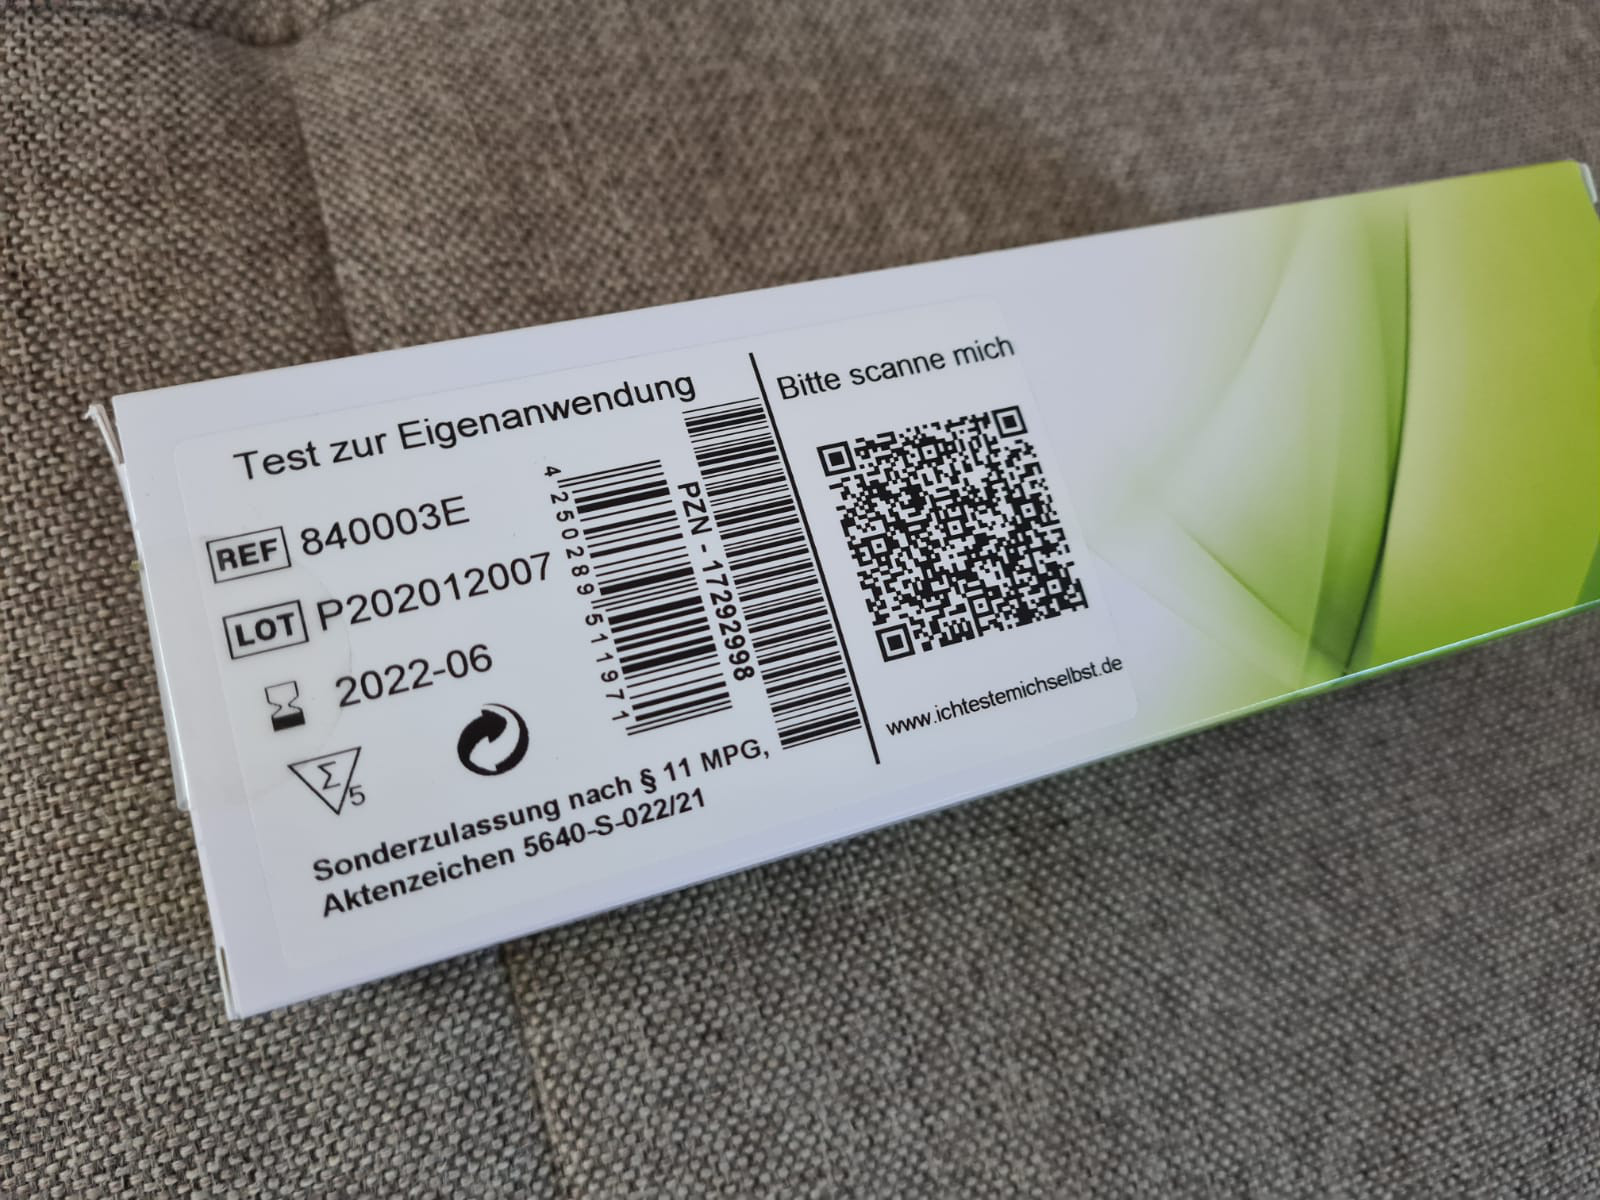 Test zur Eigenanwendung
REF 840003E
LOT P202012007
2022-06
Σ 5
4 250289 511971
PZN - 17292998
Sonderzulassung nach § 11 MPG,
Aktenzeichen 5640-S-022/21
Bitte scanne mich
www.ichtestemichselbst.de